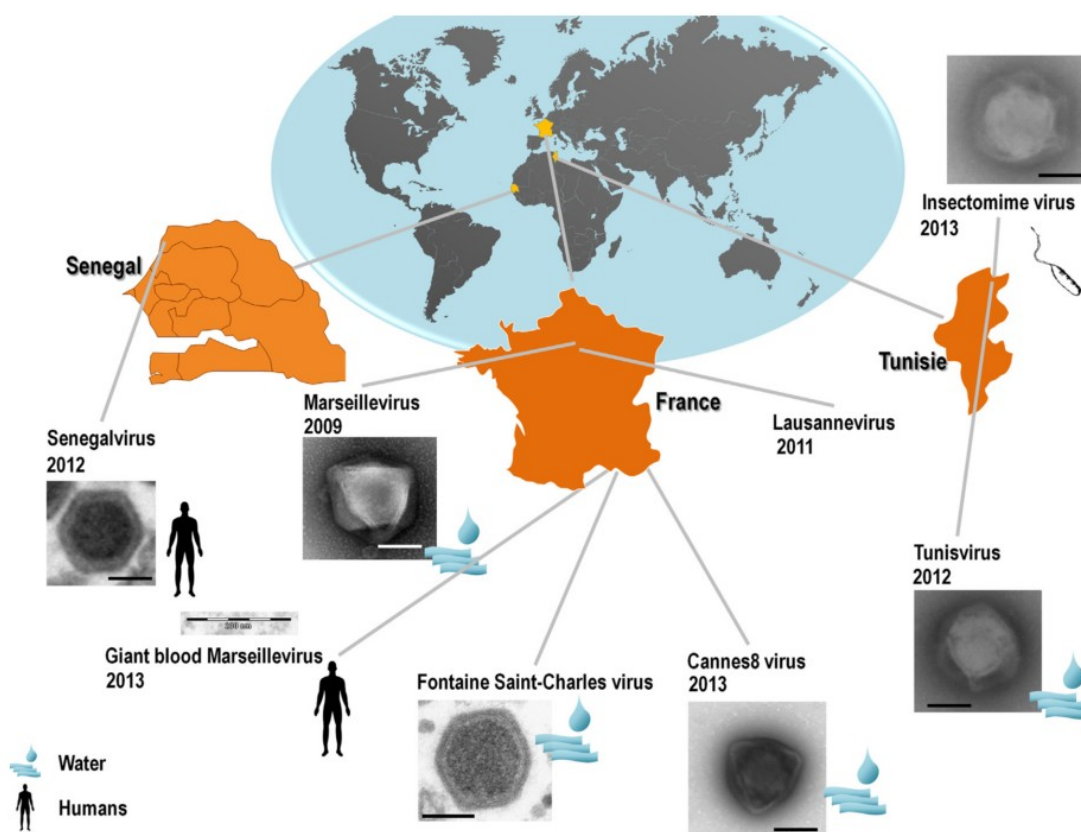 Insectomime virus
2013
Senegal
Tunisie
Marseillevirus
2009
France
Lausannevirus
2011
Senegalvirus
2012
Tunisvirus
2012
Giant blood Marseillevirus
2013
Fontaine Saint-Charles virus
Cannes8 virus
2013
Water
Humans